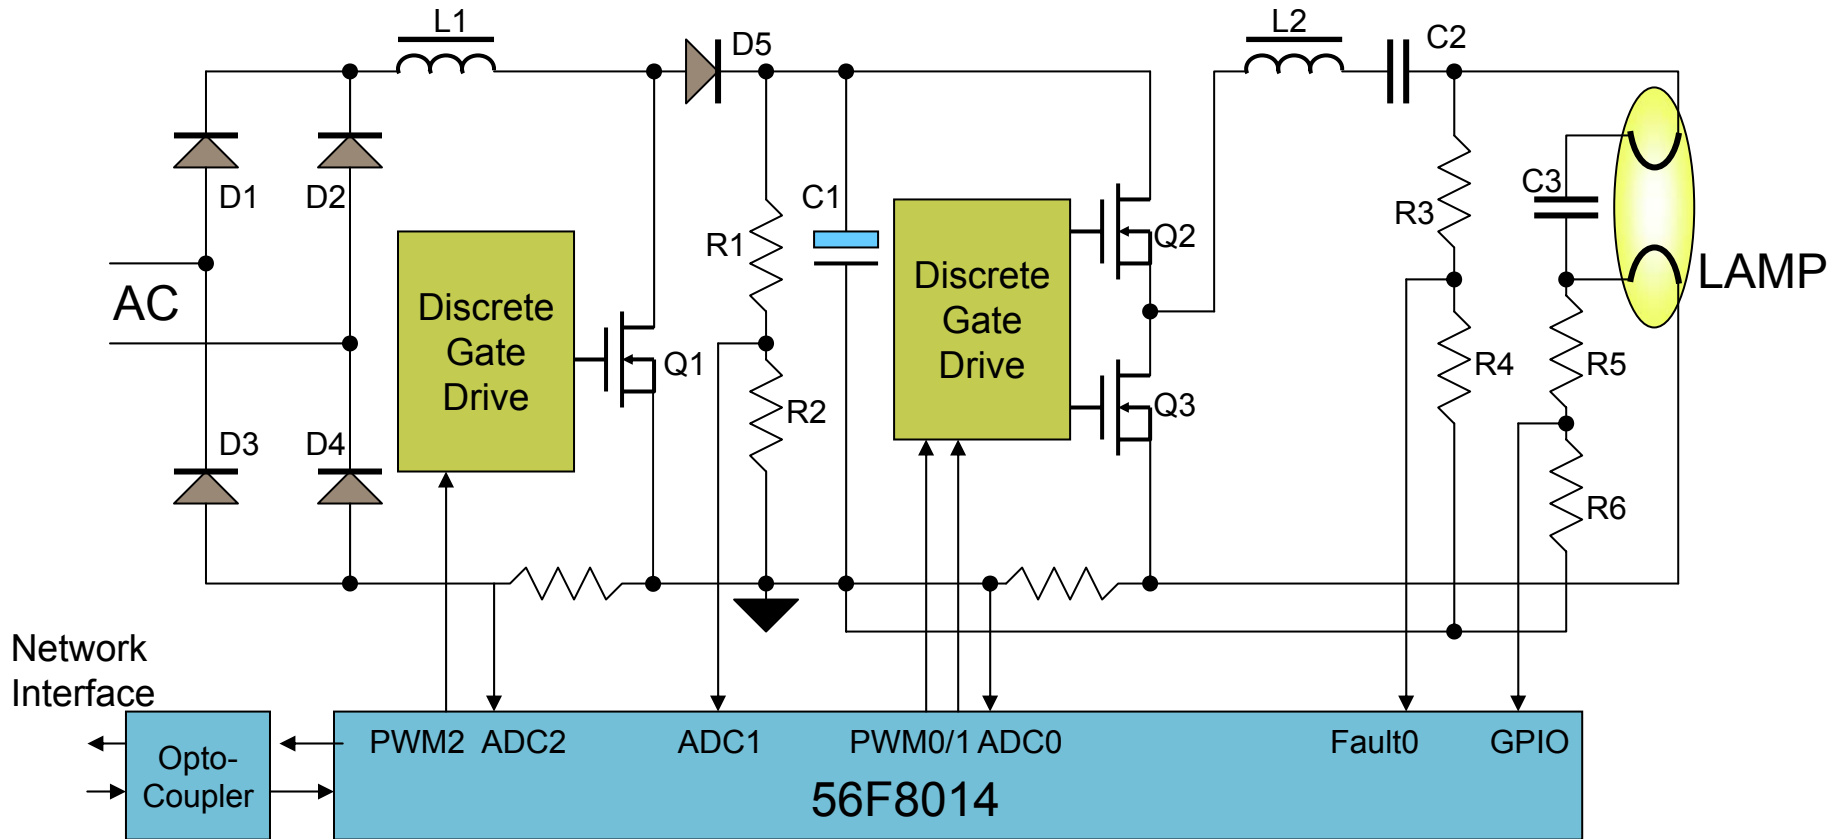 L1
D5
L2
C2
D1
D2
AC
Discrete
Gate
Drive
Q1
R1
C1
R2
Discrete
Gate
Drive
Q2
Q3
R3
C3
LAMP
R4
R5
R6
D3
D4
Network
Interface
Opto-
Coupler
PWM2
ADC2
ADC1
PWM0/1
ADC0
Fault0
GPIO
56F8014